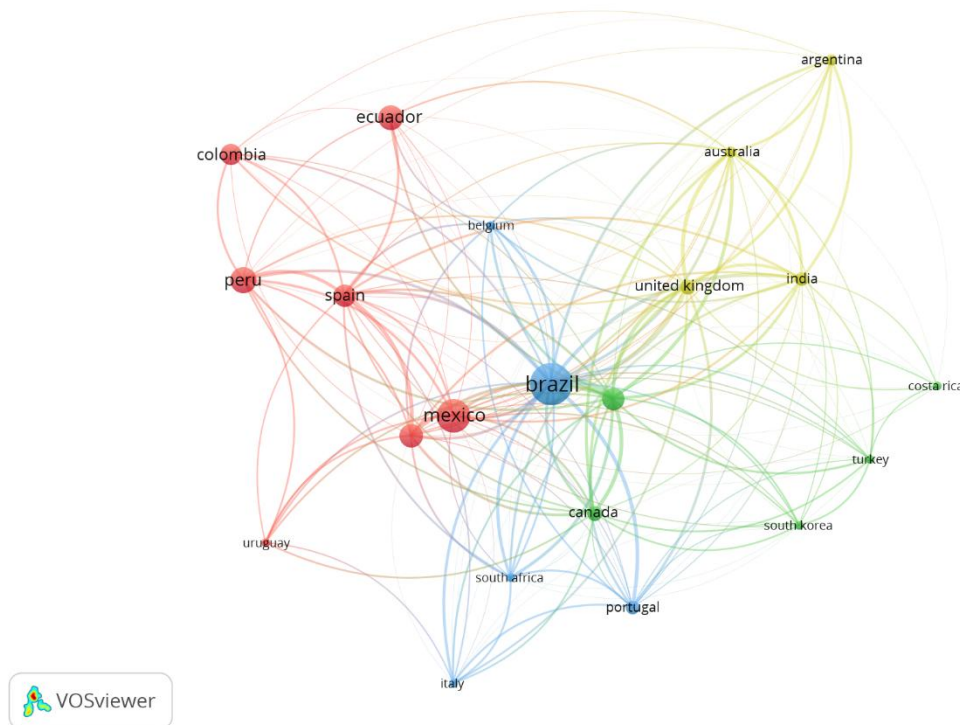 argentina
ecuador
australia
colombia
belgium
peru
spain
united kingdom
india
brazil
costa rica
mexico
turkey
canada
south korea
uruguay
south africa
portugal
italy
VOSviewer